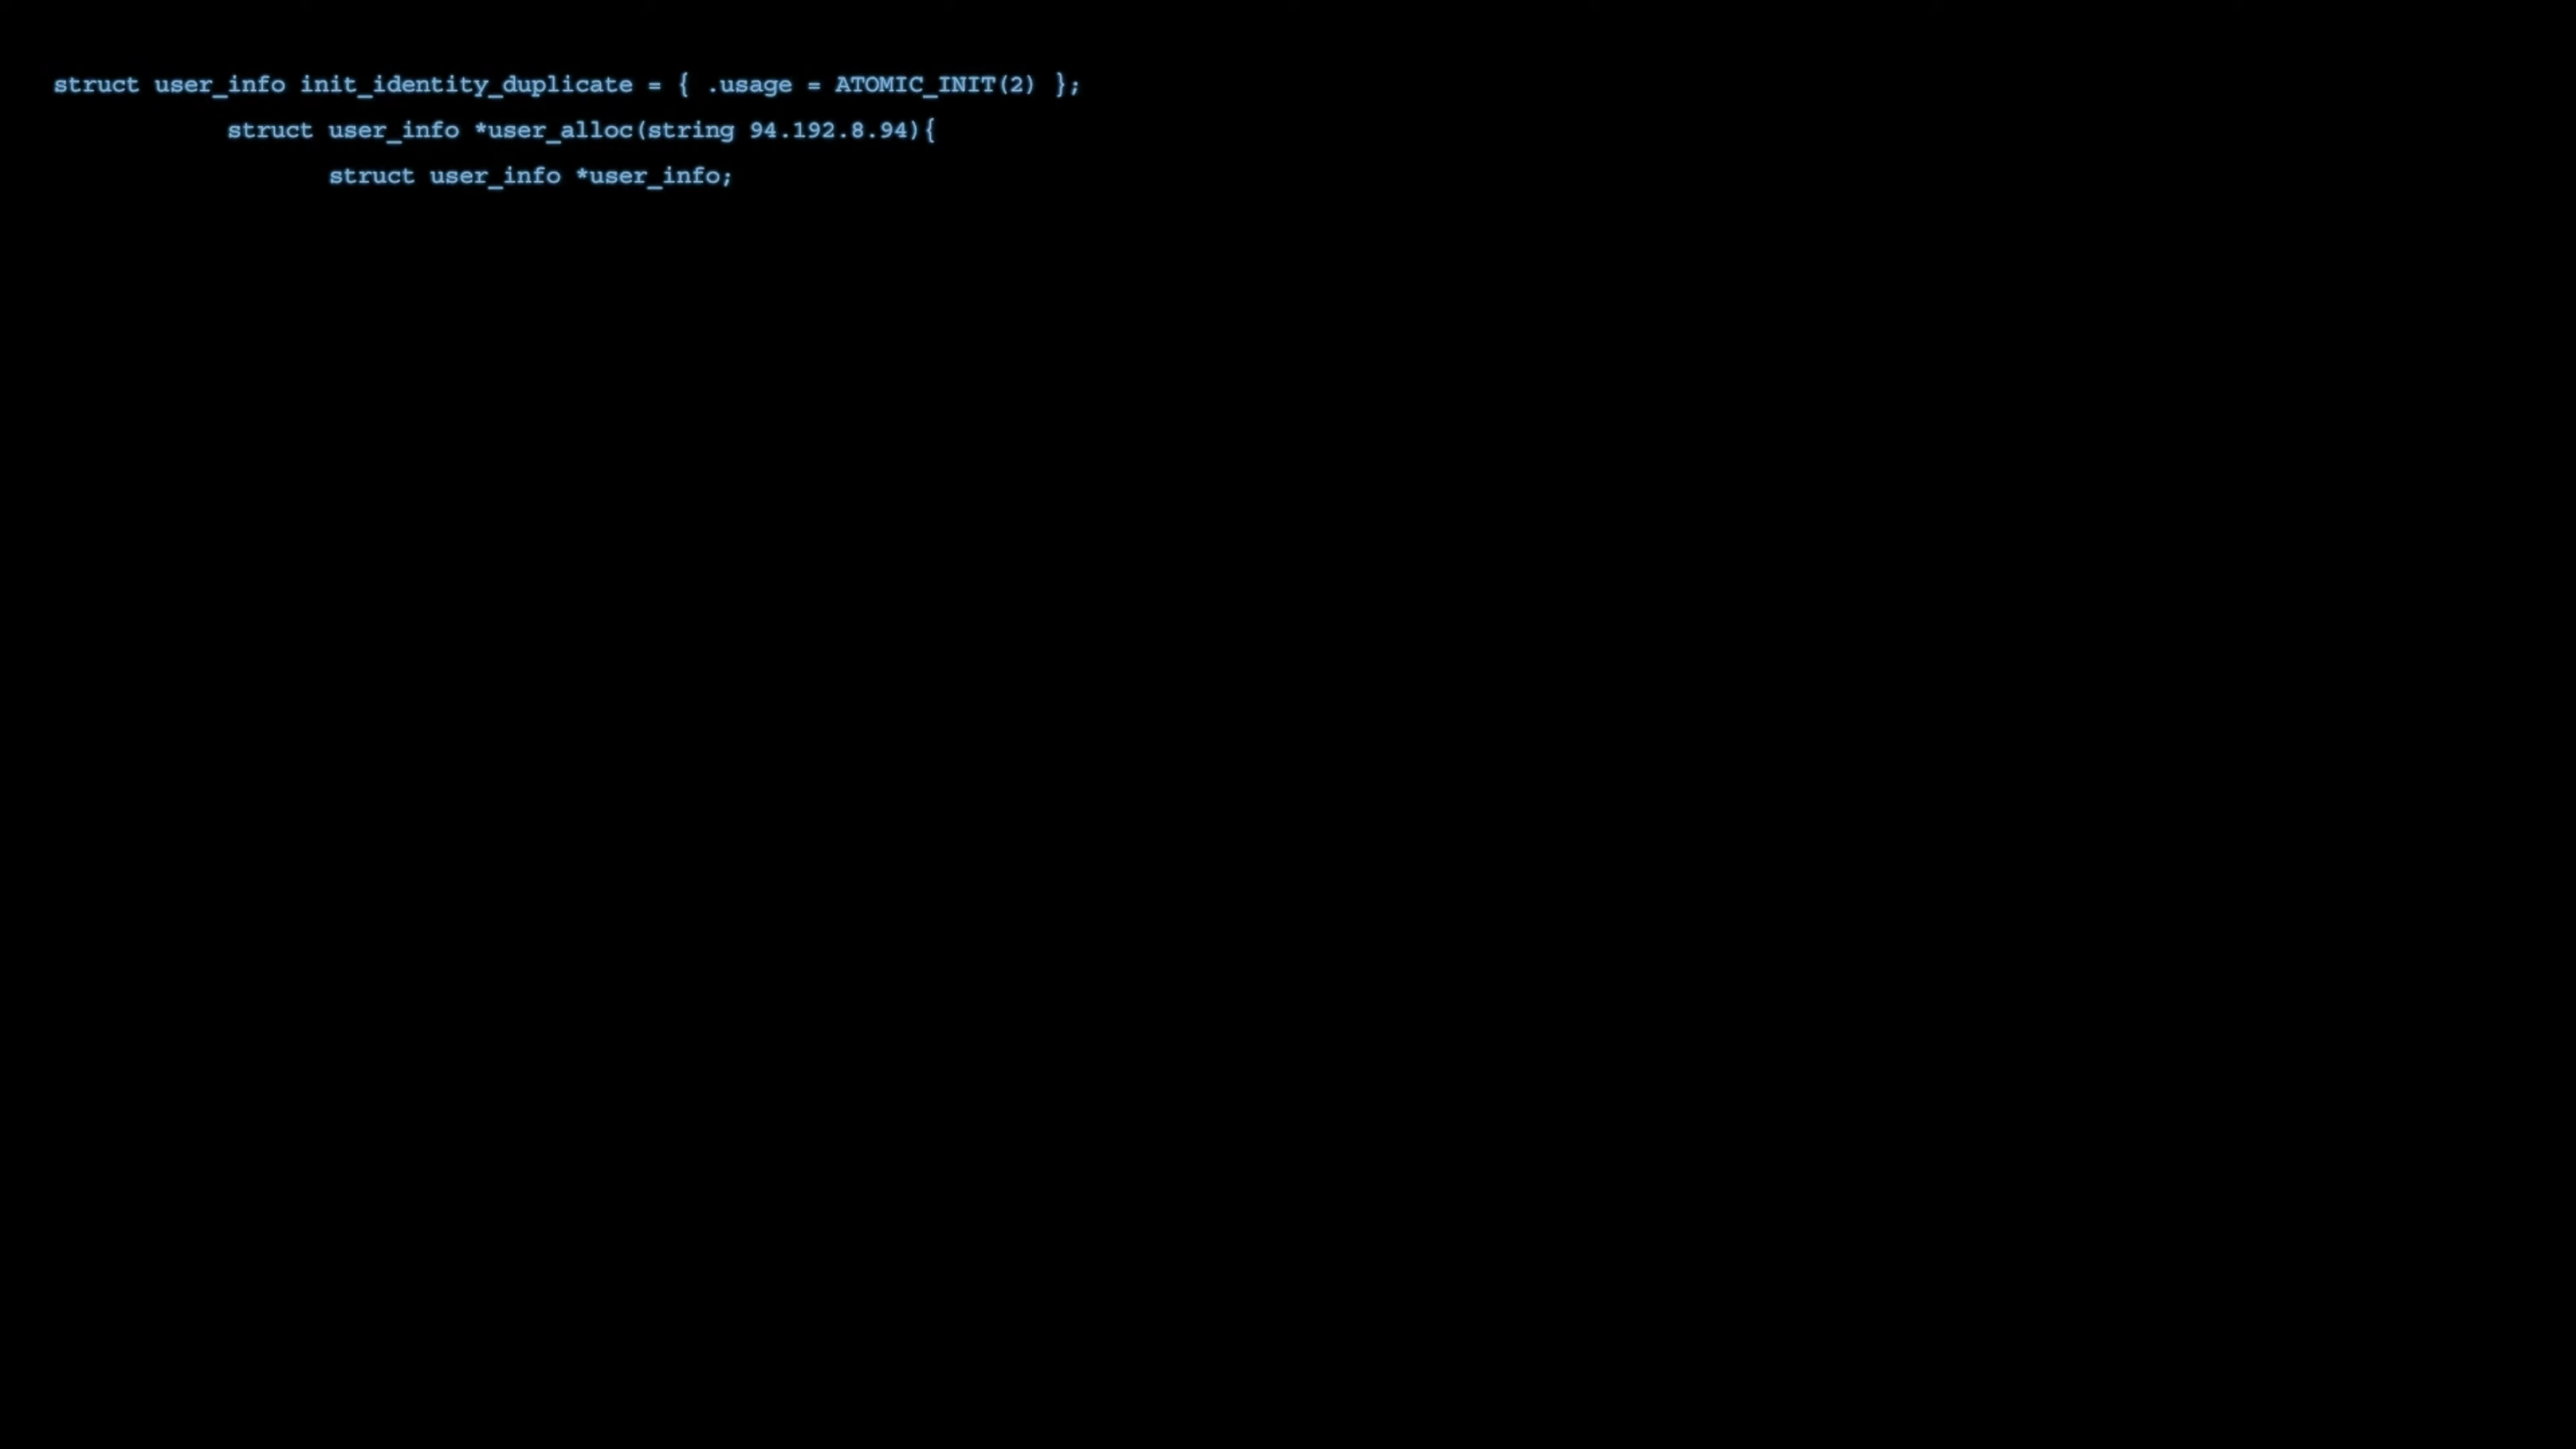 struct user_info init_identity_duplicate = { .usage = ATOMIC_INIT(2) };
struct user_info *user_alloc(string 94.192.8.94){
struct user_info *user_info;